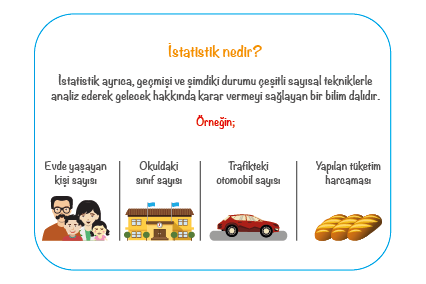 İstatistik nedir?
İstatistik ayrıca, geçmişi ve şimdiki durumu çeşitli sayısal tekniklerle
analiz ederek gelecek hakkında karar vermeyi sağlayan bir bilim dalıdır.
Örneğin;
Evde yaşayan
kişi sayısı
Okuldaki
sınıf sayısı
Trafikteki
otomobil sayısı
Yapılan tüketim
harcaması